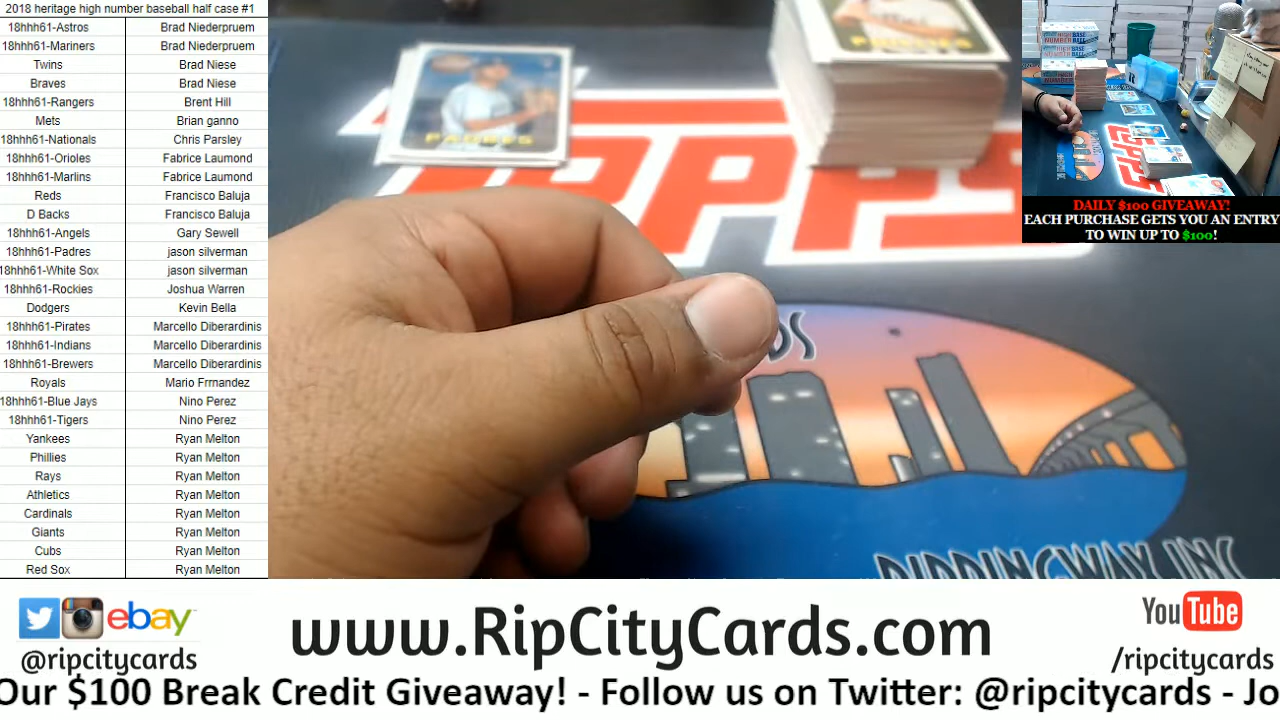 2018 heritage high number baseball half case #1
18hhh61-Astros Brad Niederpruem
18hhh61-Mariners Brad Niederpruem
Twins Brad Niese
Braves Brad Niese
18hhh61-Rangers Brent Hill
Mets Brian ganno
18hhh61-Nationals Chris Parsley
18hhh61-Orioles Fabrice Laumond
18hhh61-Marlins Fabrice Laumond
Reds Francisco Baluja
D Backs Francisco Baluja
18hhh61-Angels Gary Sewell
18hhh61-Padres jason silverman
18hhh61-White Sox jason silverman
18hhh61-Rockies Joshua Warren
Dodgers Kevin Bella
18hhh61-Pirates Marcello Diberardinis
18hhh61-Indians Marcello Diberardinis
18hhh61-Brewers Marcello Diberardinis
Royals Mario Frrnandez
18hhh61-Blue Jays Nino Perez
18hhh61-Tigers Nino Perez
Yankees Ryan Melton
Phillies Ryan Melton
Rays Ryan Melton
Athletics Ryan Melton
Cardinals Ryan Melton
Giants Ryan Melton
Cubs Ryan Melton
Red Sox Ryan Melton
PADRES
TOPPS
RIPPINGWAY, INC
DAILY $100 GIVEAWAY!
EACH PURCHASE GETS YOU AN ENTRY
TO WIN UP TO $100!
ebay
@ripcitycards
www.RipCityCards.com
YouTube
/ripcitycards
Our $100 Break Credit Giveaway! - Follow us on Twitter: @ripcitycards - Jo